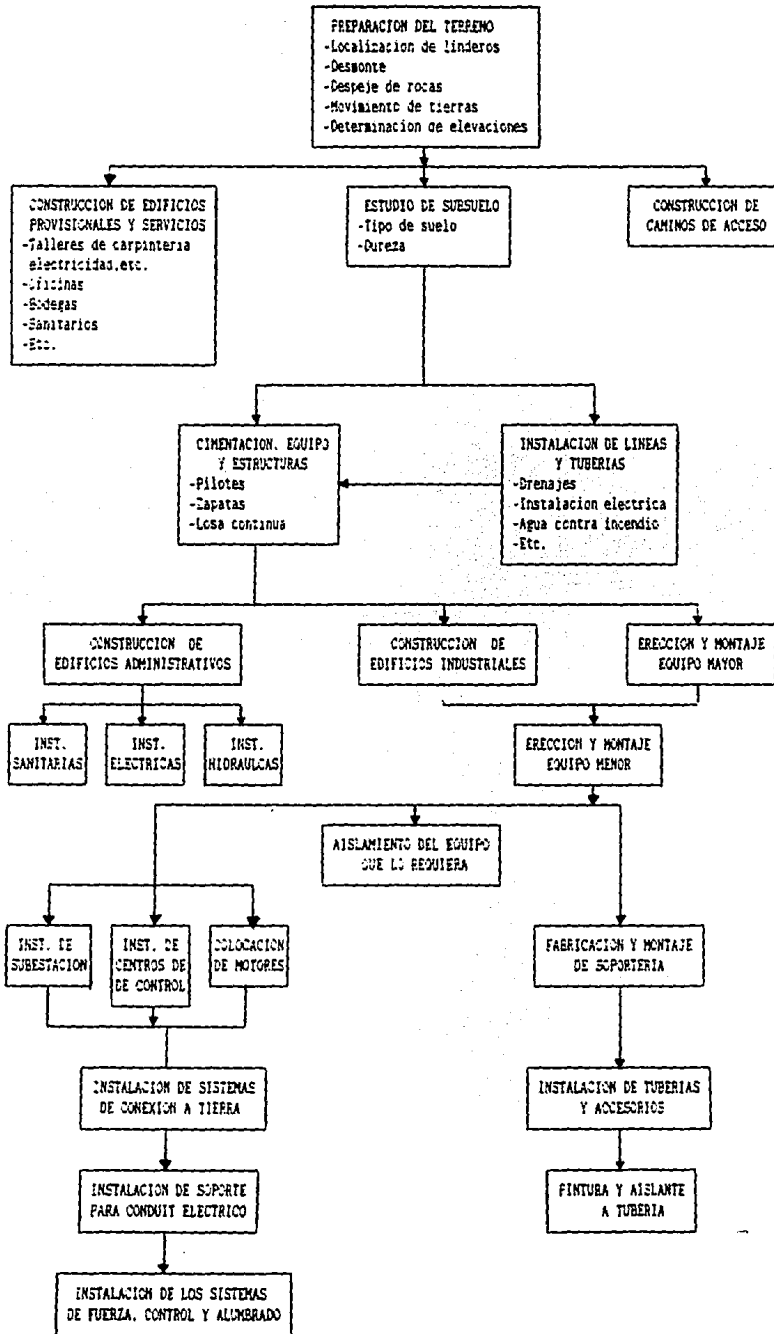 PREPARACION DEL TERRENO
-Localizacion de linderos
-Desmonte
-Despeje de rocas
-Movimiento de tierras
-Determinacion de elevaciones
CONSTRUCCION DE EDIFICIOS
PROVISIONALES Y SERVICIOS
-Talleres de carpinteria
electricidad,etc.
-Oficinas
-Bodegas
-Sanitarios
-Etc.
ESTUDIO DE SUBSUELO
-Tipo de suelo
-Dureza
CONSTRUCCION DE
CAMINOS DE ACCESO
CIMENTACION, EQUIPO
Y ESTRUCTURAS
-Pilotes
-Zapatas
-Losa continua
INSTALACION DE LINEAS
Y TUBERIAS
-Drenajes
-Instalacion electrica
-Agua contra incendio
-Etc.
CONSTRUCCION DE
EDIFICIOS ADMINISTRATIVOS
CONSTRUCCION DE
EDIFICIOS INDUSTRIALES
ERECCION Y MONTAJE
EQUIPO MAYOR
INST.
SANITARIAS
INST.
ELECTRICAS
INST.
HIDRAULCAS
ERECCION Y MONTAJE
EQUIPO MENOR
AISLAMIENTO DEL EQUIPO
QUE LO REQUIERA
INST. DE
SUBESTACION
INST. DE
CENTROS DE
DE CONTROL
COLOCACION
DE MOTORES
FABRICACION Y MONTAJE
DE SOPORTERIA
INSTALACION DE SISTEMAS
DE CONEXION A TIERRA
INSTALACION DE TUBERIAS
Y ACCESORIOS
INSTALACION DE SOPORTE
PARA CONDUIT ELECTRICO
PINTURA Y AISLANTE
A TUBERIA
INSTALACION DE LOS SISTEMAS
DE FUERZA, CONTROL Y ALUMBRADO